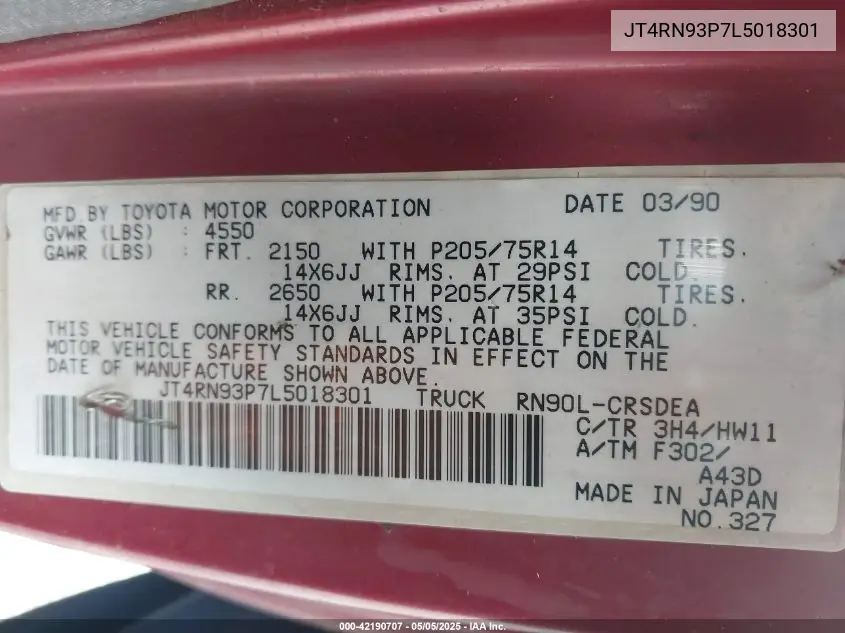 JT4RN93P7L5018301
MFD.BY TOYOTA MOTOR CORPORATION DATE 03/90
GVWR (LBS) : 4550
GAWR (LBS) : FRT. 2150 WITH P205/75R14 TIRES.
14X6JJ RIMS. AT 29PSI COLD.
RR. 2650 WITH P205/75R14 TIRES.
14X6JJ RIMS. AT 35PSI COLD.
THIS VEHICLE CONFORMS TO ALL APPLICABLE FEDERAL
MOTOR VEHICLE SAFETY STANDARDS IN EFFECT ON THE
DATE OF MANUFACTURE SHOWN ABOVE.
JT4RN93P7L5018301 TRUCK RN90L-CRSDEA
C/TR 3H4/HW11
A/TM F302/
A43D
MADE IN JAPAN
NO.327
000-42190707 - 05/05/2025 - IAA Inc.